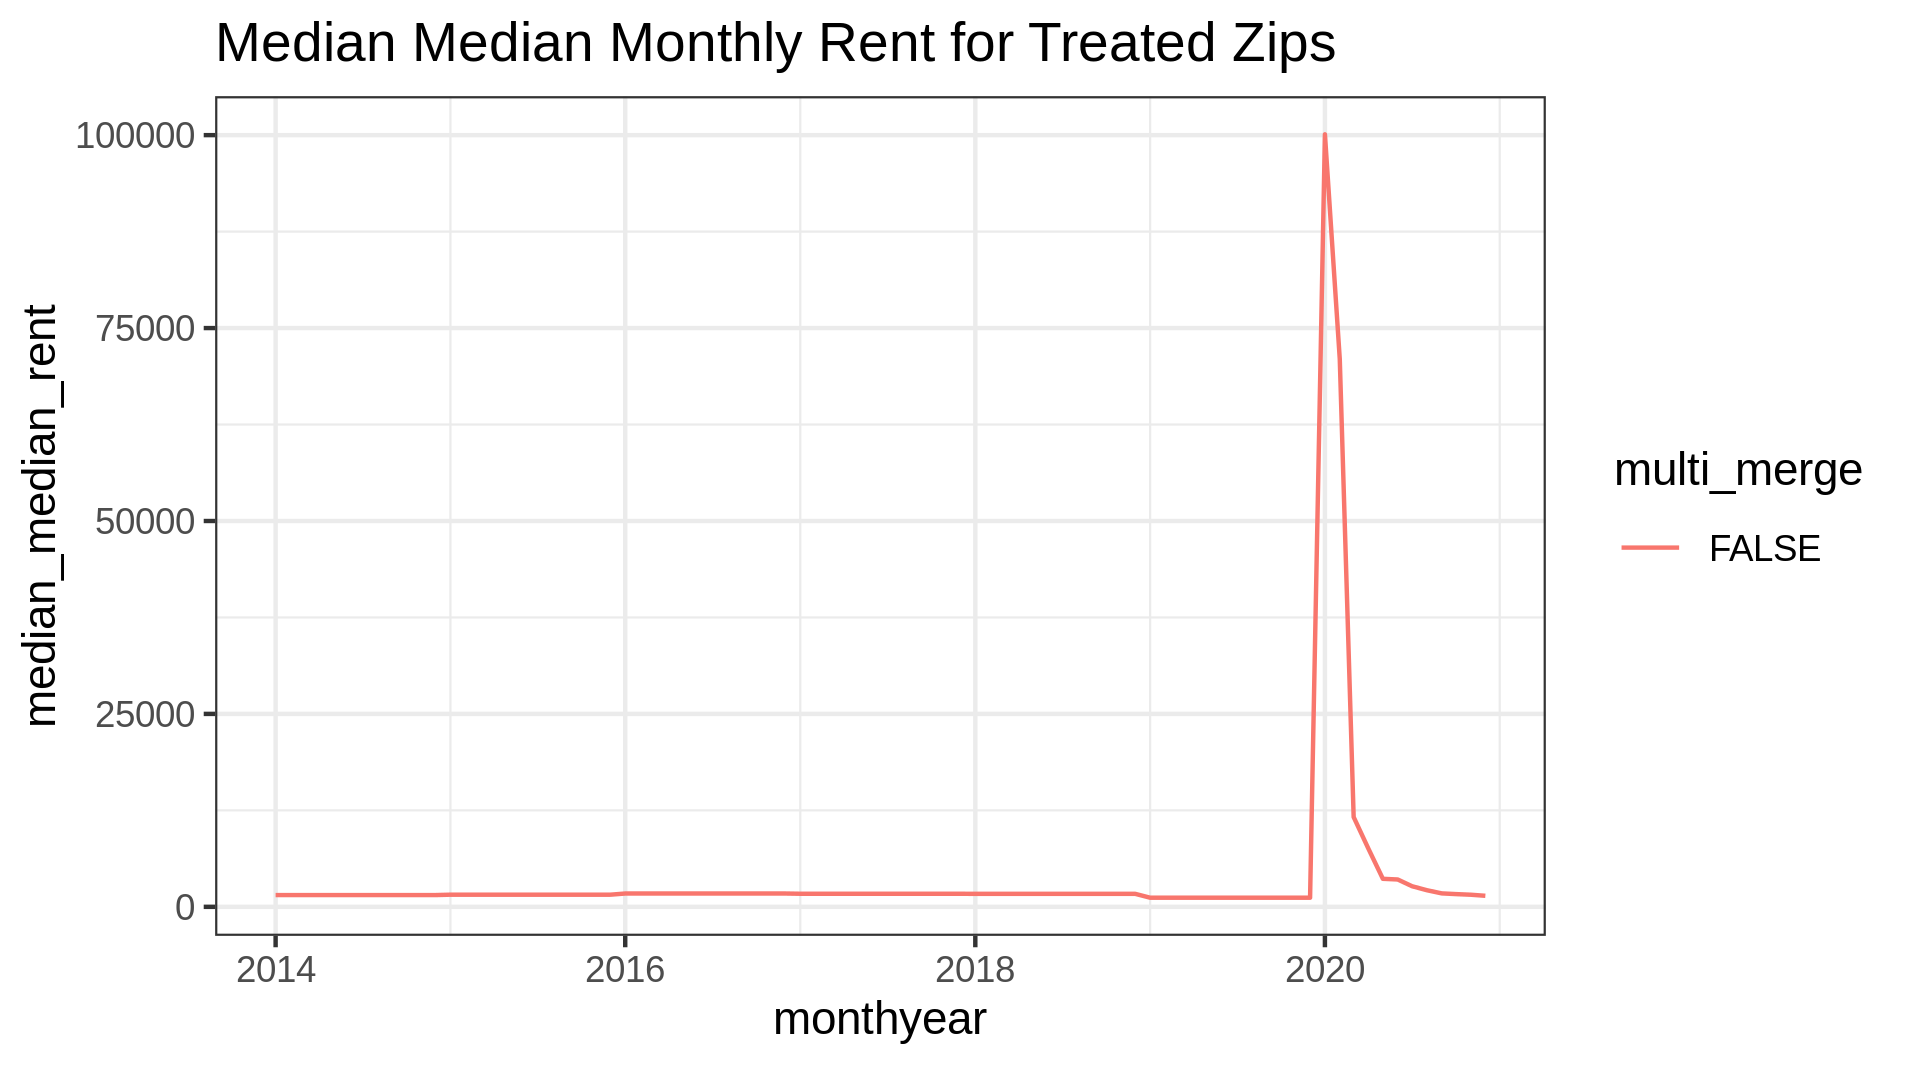 Median Median Monthly Rent for Treated Zips
median_median_rent
100000
75000
50000
25000
0
2014 2016 2018 2020
monthyear
multi_merge
FALSE